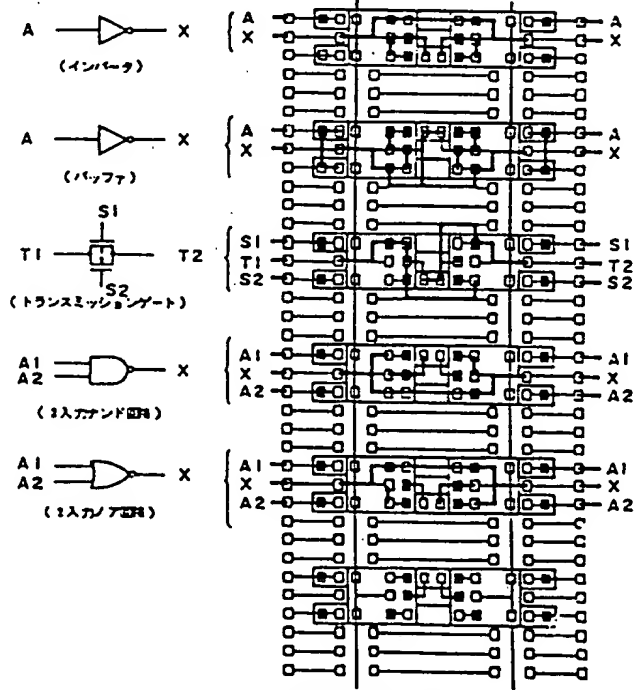 A X
(インバータ)
A X
A X
A X
(バッファ)
A X
A X
S1
T1 T2
S2
(トランスミッションゲート)
S1 T1 S2
S1 T2 S2
A1
A2 X
(2入力ナンド回路)
A1 X A2
A1 X A2
A1
A2 X
(2入力ノア回路)
A1 X A2
A1 X A2